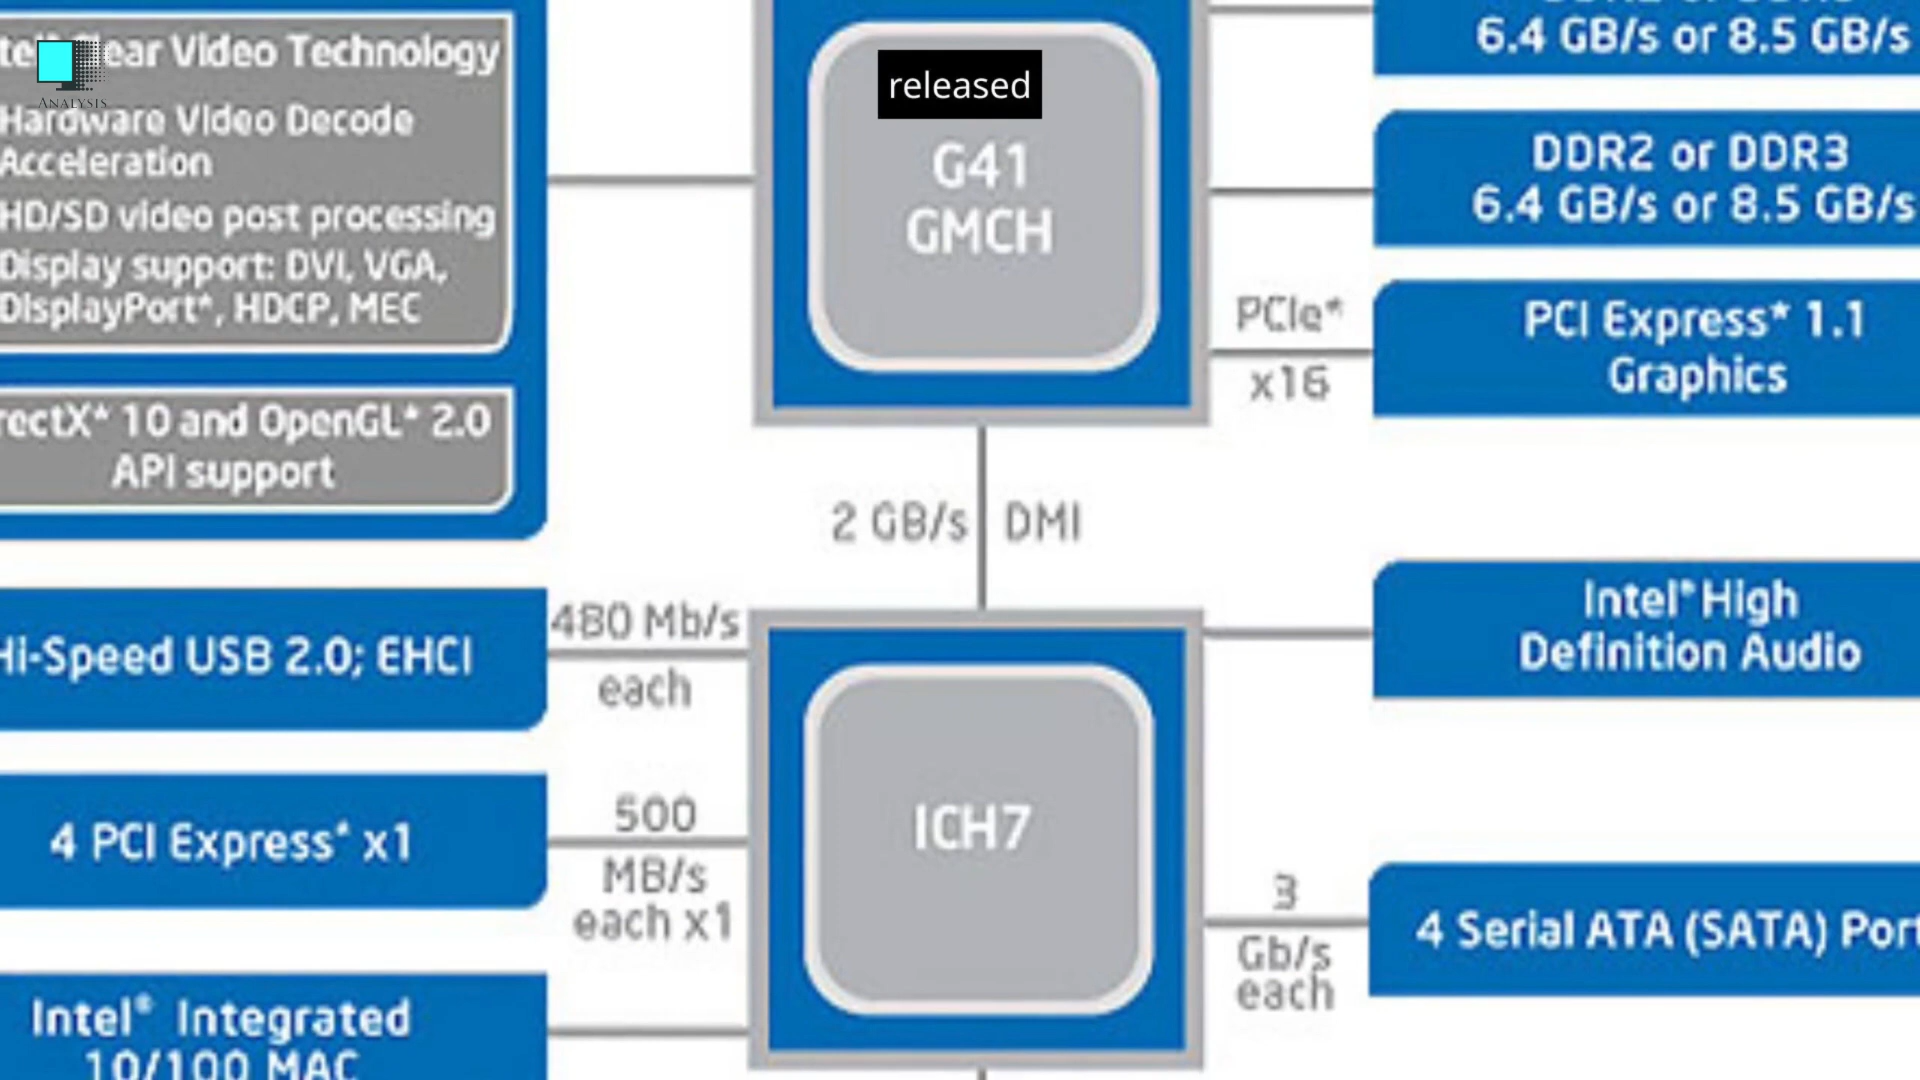 Clear Video Technology
ANALYSIS
Hardware Video Decode
Acceleration
HD/SD video post processing
Display support: DVI, VGA,
DisplayPort*, HDCP, MEC
rectX* 10 and OpenGL* 2.0
API support
Hi-Speed USB 2.0; EHCI
480 Mb/s
each
4 PCI Express* x1
500
MB/s
each x1
Intel® Integrated
10/100 MAC
released
G41
GMCH
2 GB/s DMI
ICH7
6.4 GB/s or 8.5 GB/s
DDR2 or DDR3
6.4 GB/s or 8.5 GB/s
PCIe*
x16
PCI Express* 1.1
Graphics
Intel® High
Definition Audio
3
Gb/s
each
4 Serial ATA (SATA) Port